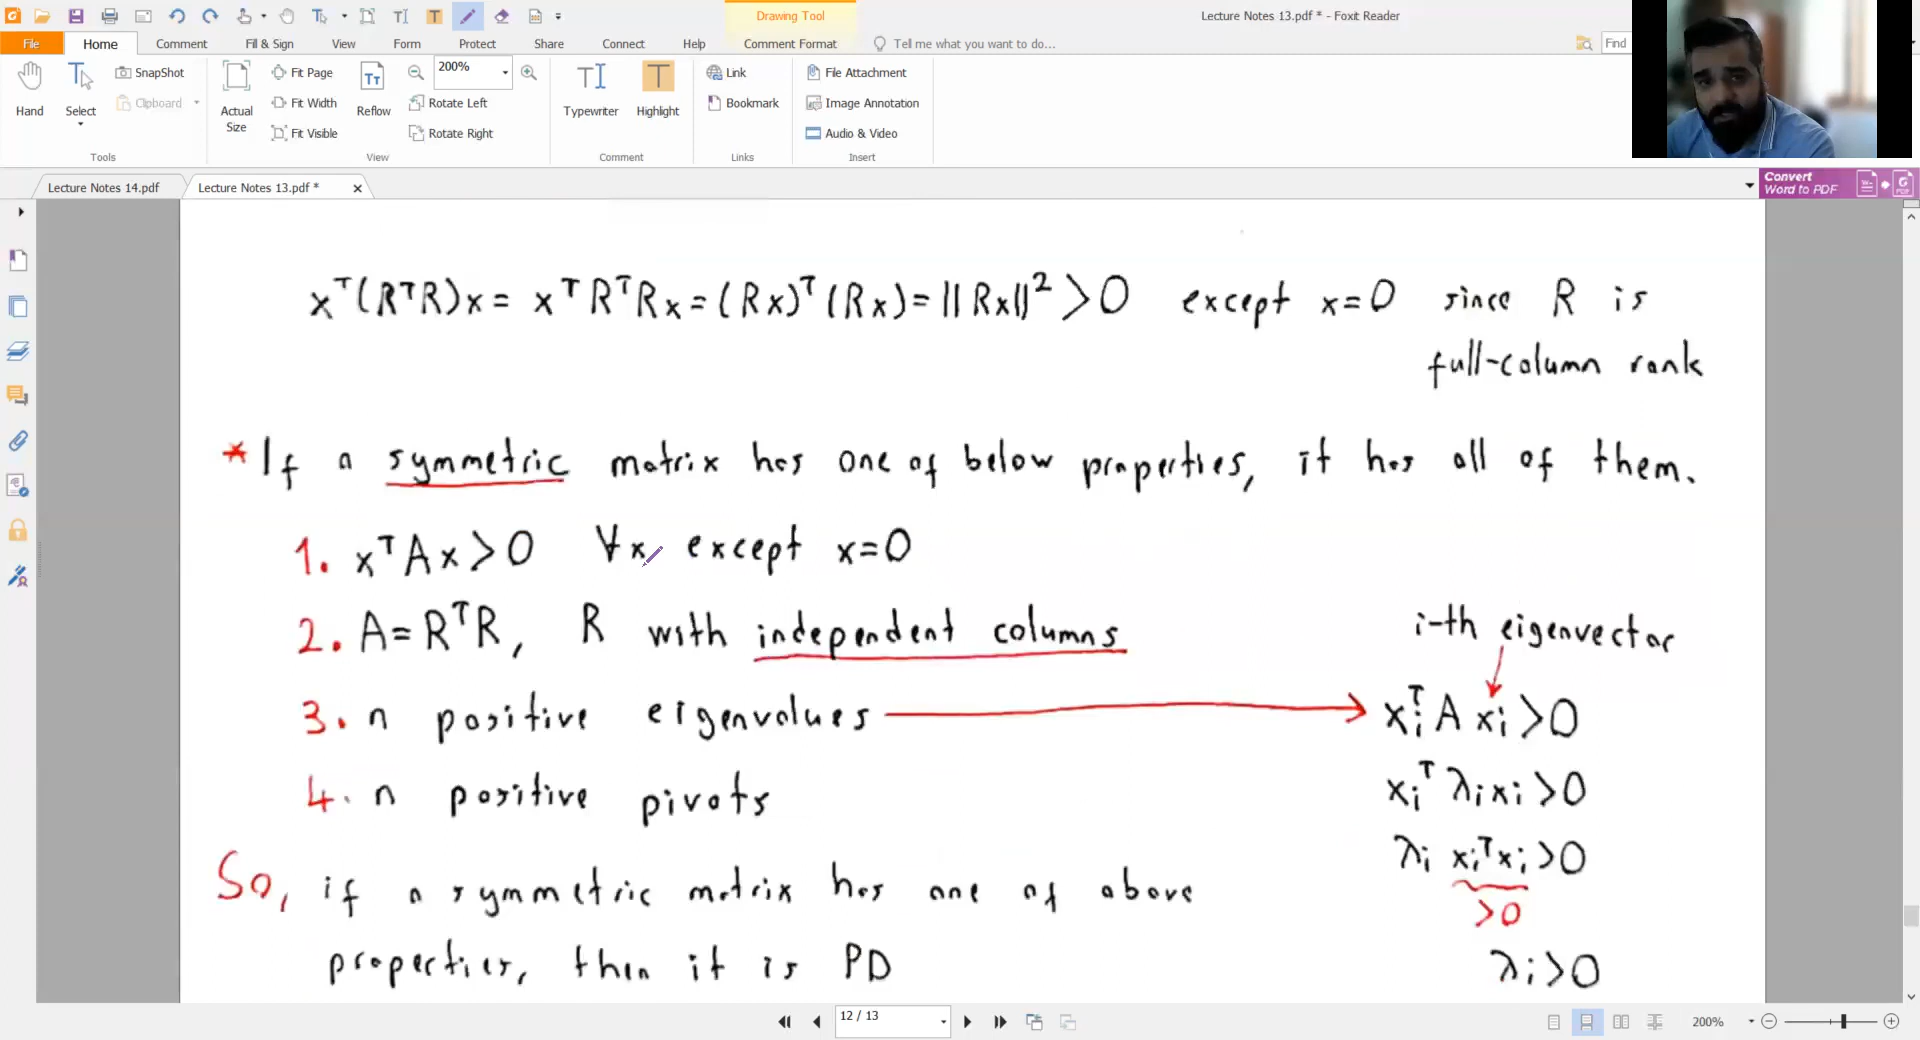 Lecture Notes 13.pdf * - Foxit Reader
Drawing Tool
File Home Comment Fill & Sign View Form Protect Share Connect Help Comment Format Tell me what you want to do... Find
Hand
Select
SnapShot
Clipboard
Tools
Actual Size
Fit Page
Fit Width
Fit Visible
Reflow
200%
Rotate Left
Rotate Right
View
Typewriter
Highlight
Comment
Link
Bookmark
Links
File Attachment
Image Annotation
Audio & Video
Insert
Lecture Notes 14.pdf Lecture Notes 13.pdf *
Convert
Word to PDF
xᵀ(RᵀR)x = xᵀRᵀRx = (Rx)ᵀ(Rx) = ||Rx||² > 0 except x=0 since R is
full-column rank
* If a symmetric matrix has one of below properties, it has all of them.
1. xᵀAx > 0 ∀x except x=0
2. A = RᵀR, R with independent columns
i-th eigenvector
3. n positive eigenvalues → xᵢᵀ A xᵢ > 0
4. n positive pivots
xᵢᵀ λᵢ xᵢ > 0
λᵢ xᵢᵀxᵢ > 0
>0
So, if a symmetric matrix has one of above
properties, then it is PD
λᵢ > 0
12 / 13
200%